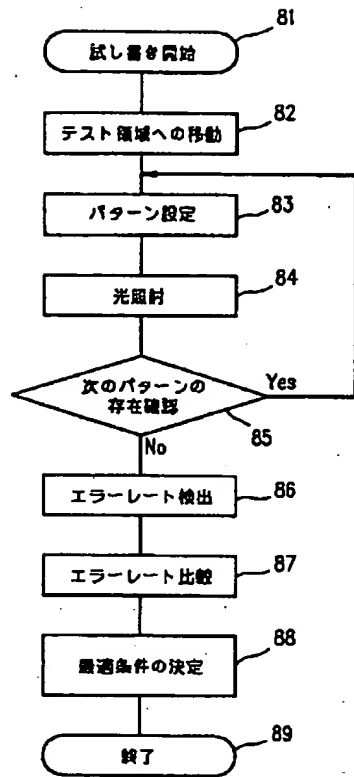 81
試し書き開始
82
テスト領域への移動
83
パターン設定
84
光照射
次のパターンの
存在確認
Yes
85
No
86
エラーレート検出
87
エラーレート比較
88
最適条件の決定
89
終了